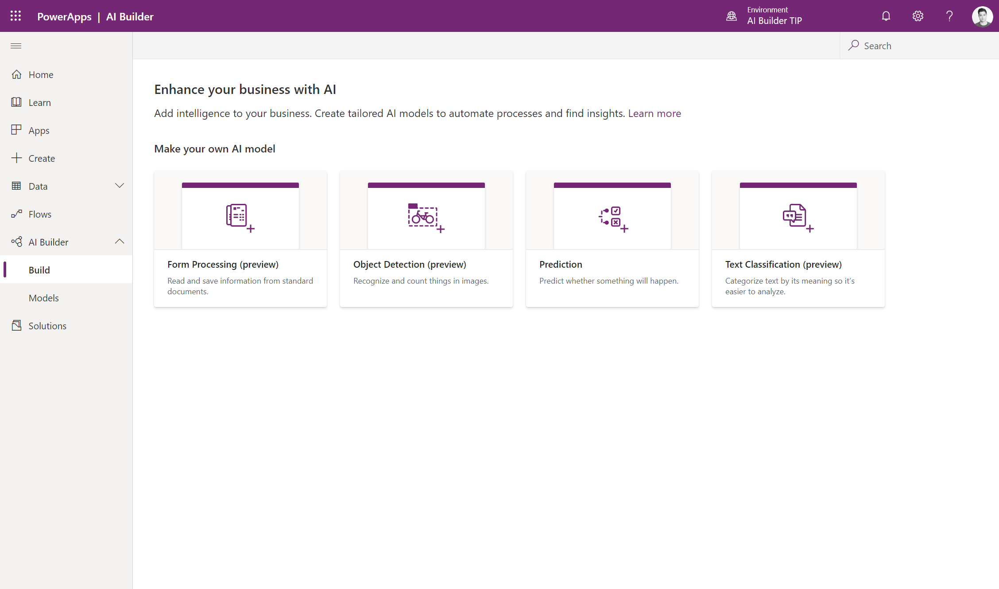 PowerApps | AI Builder
Environment
AI Builder TIP
Search
Home
Learn
Apps
Create
Data
Flows
AI Builder
Build
Models
Solutions
Enhance your business with AI
Add intelligence to your business. Create tailored AI models to automate processes and find insights. Learn more
Make your own AI model
Form Processing (preview)
Read and save information from standard
documents.
Object Detection (preview)
Recognize and count things in images.
Prediction
Predict whether something will happen.
Text Classification (preview)
Categorize text by its meaning so it’s
easier to analyze.